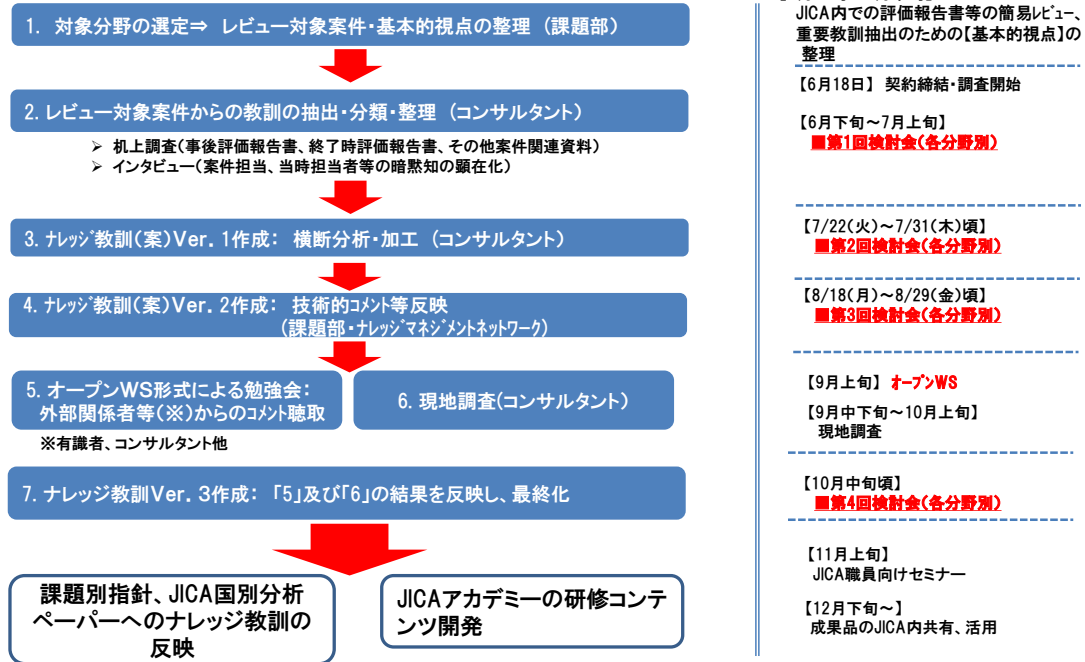 1. 対象分野の選定⇒ レビュー対象案件・基本的視点の整理 (課題部)
2. レビュー対象案件からの教訓の抽出・分類・整理 (コンサルタント)
➢ 机上調査(事後評価報告書、終了時評価報告書、その他案件関連資料)
➢ インタビュー(案件担当、当時担当者等の暗黙知の顕在化)
3. ナレッジ教訓(案)Ver. 1作成: 横断分析・加工 (コンサルタント)
4. ナレッジ教訓(案)Ver. 2作成: 技術的コメント等反映
(課題部・ナレッジマネジメントネットワーク)
5. オープンWS形式による勉強会:
外部関係者等(※)からのコメント聴取
※有識者、コンサルタント他
6. 現地調査(コンサルタント)
7. ナレッジ教訓Ver. 3作成: 「5」及び「6」の結果を反映し、最終化
課題別指針、JICA国別分析
ペーパーへのナレッジ教訓の
反映
JICAアカデミーの研修コンテ
ンツ開発
JICA内での評価報告書等の簡易レビュー、
重要教訓抽出のための【基本的視点】の
整理
【6月18日】 契約締結・調査開始
【6月下旬~7月上旬】
■第1回検討会(各分野別)
【7/22(火)~7/31(木)頃】
■第2回検討会(各分野別)
【8/18(月)~8/29(金)頃】
■第3回検討会(各分野別)
【9月上旬】 オープンWS
【9月中下旬~10月上旬】
現地調査
【10月中旬頃】
■第4回検討会(各分野別)
【11月上旬】
JICA職員向けセミナー
【12月下旬~】
成果品のJICA内共有、活用